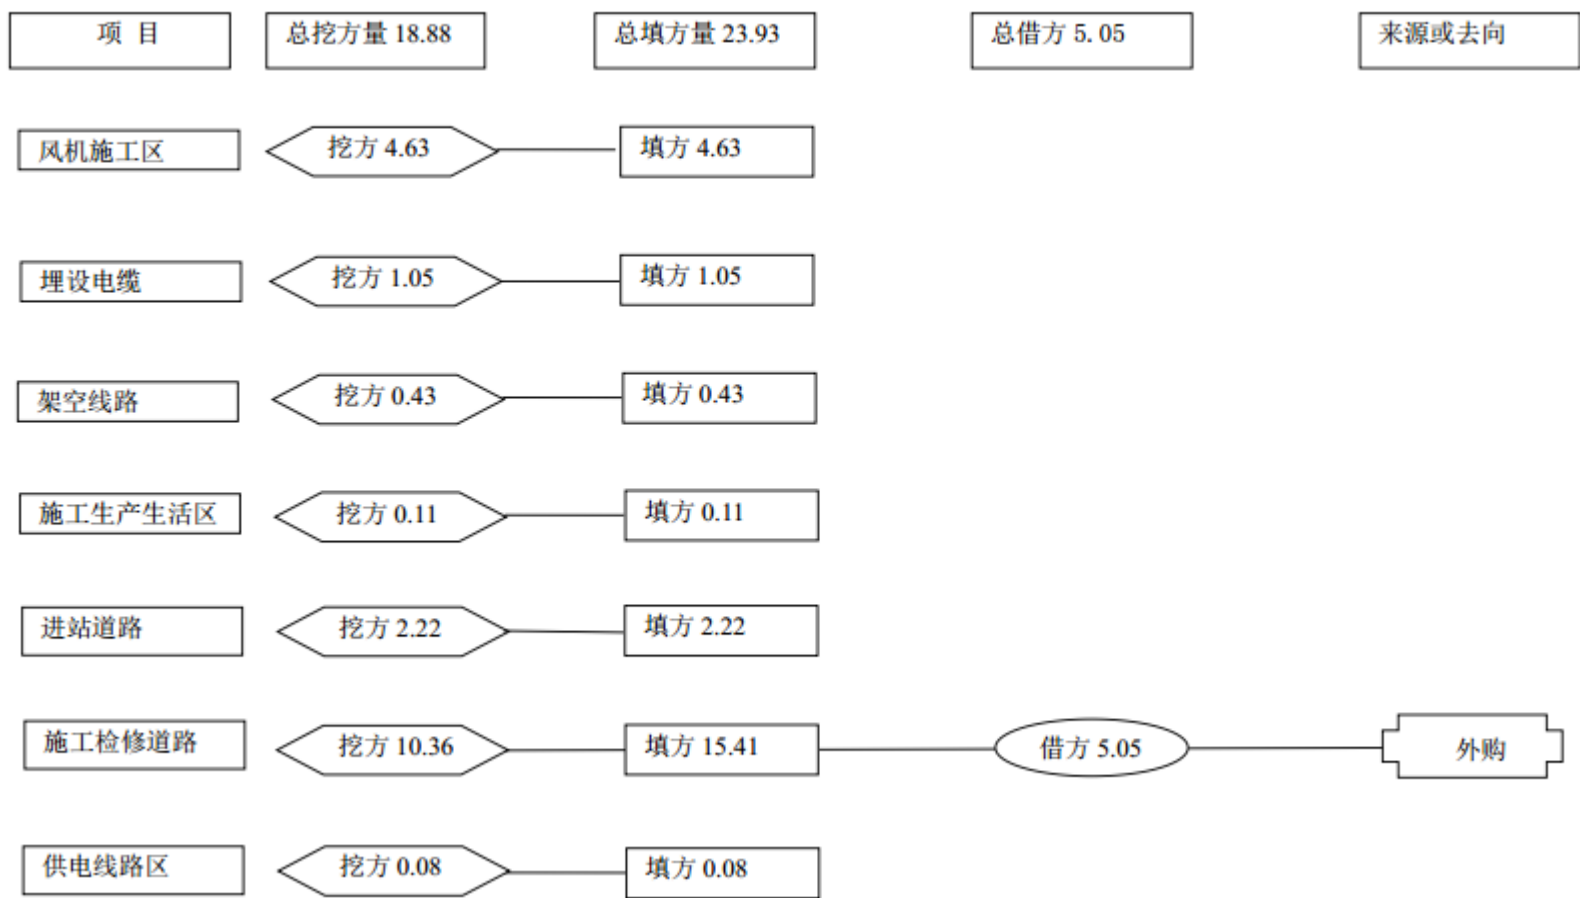 项 目 总挖方量 18.88 总填方量 23.93 总借方 5.05 来源或去向
风机施工区 挖方 4.63 填方 4.63
埋设电缆 挖方 1.05 填方 1.05
架空线路 挖方 0.43 填方 0.43
施工生产生活区 挖方 0.11 填方 0.11
进站道路 挖方 2.22 填方 2.22
施工检修道路 挖方 10.36 填方 15.41 借方 5.05 外购
供电线路区 挖方 0.08 填方 0.08